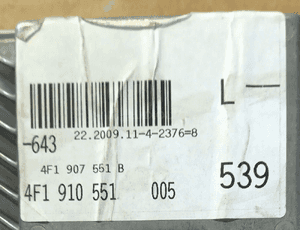 L —
22.2009.11-4-2376=8
-643
4F1 907 551 B
4F1 910 551 005
539